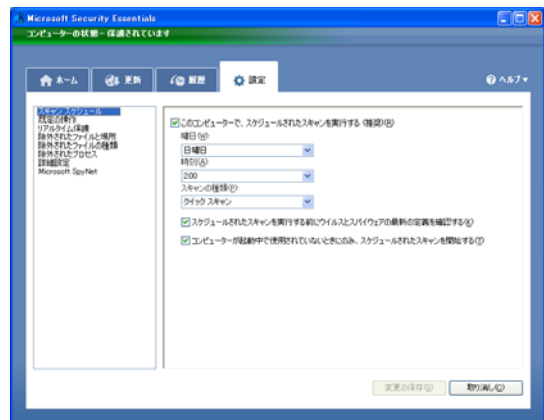 Microsoft Security Essentials
コンピューターの状態 - 保護されています
ホーム
更新
履歴
設定
ヘルプ
スキャン スケジュール
既定の操作
リアルタイム保護
除外されたファイルと場所
除外されたファイルの種類
除外されたプロセス
詳細設定
Microsoft SpyNet
このコンピューターで、スケジュールされたスキャンを実行する (推奨)(R)
曜日(W):
日曜日
時刻(A):
2:00
スキャンの種類(P):
クイック スキャン
スケジュールされたスキャンを実行する前にウイルスとスパイウェアの最新の定義を確認する(K)
コンピューターが起動中で使用されていないときにのみ、スケジュールされたスキャンを開始する(T)
変更の保存(S)
取り消し(C)